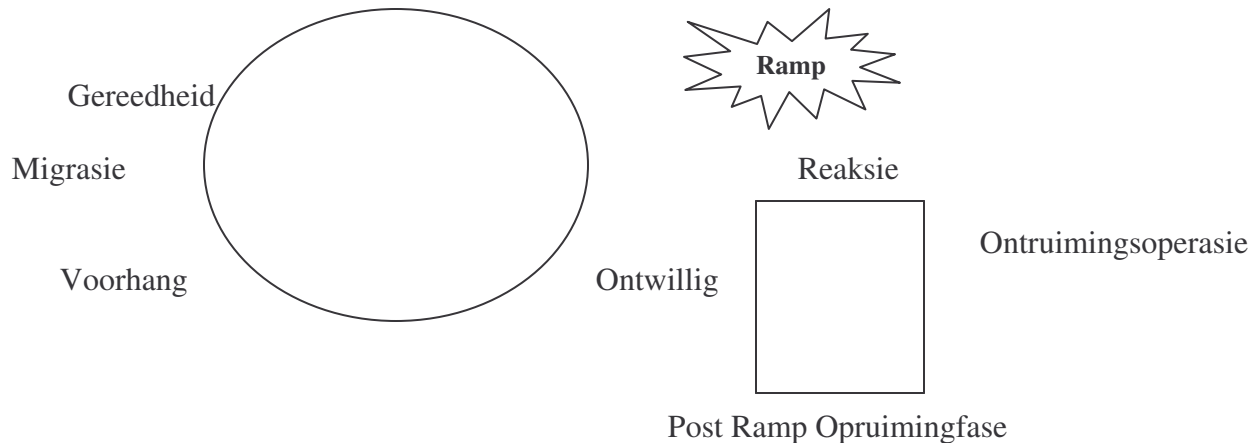 Ramp
Gereedheid
Migrasie
Reaksie
Ontruimingsoperasie
Voorhang
Ontwillig
Post Ramp Opruimingfase